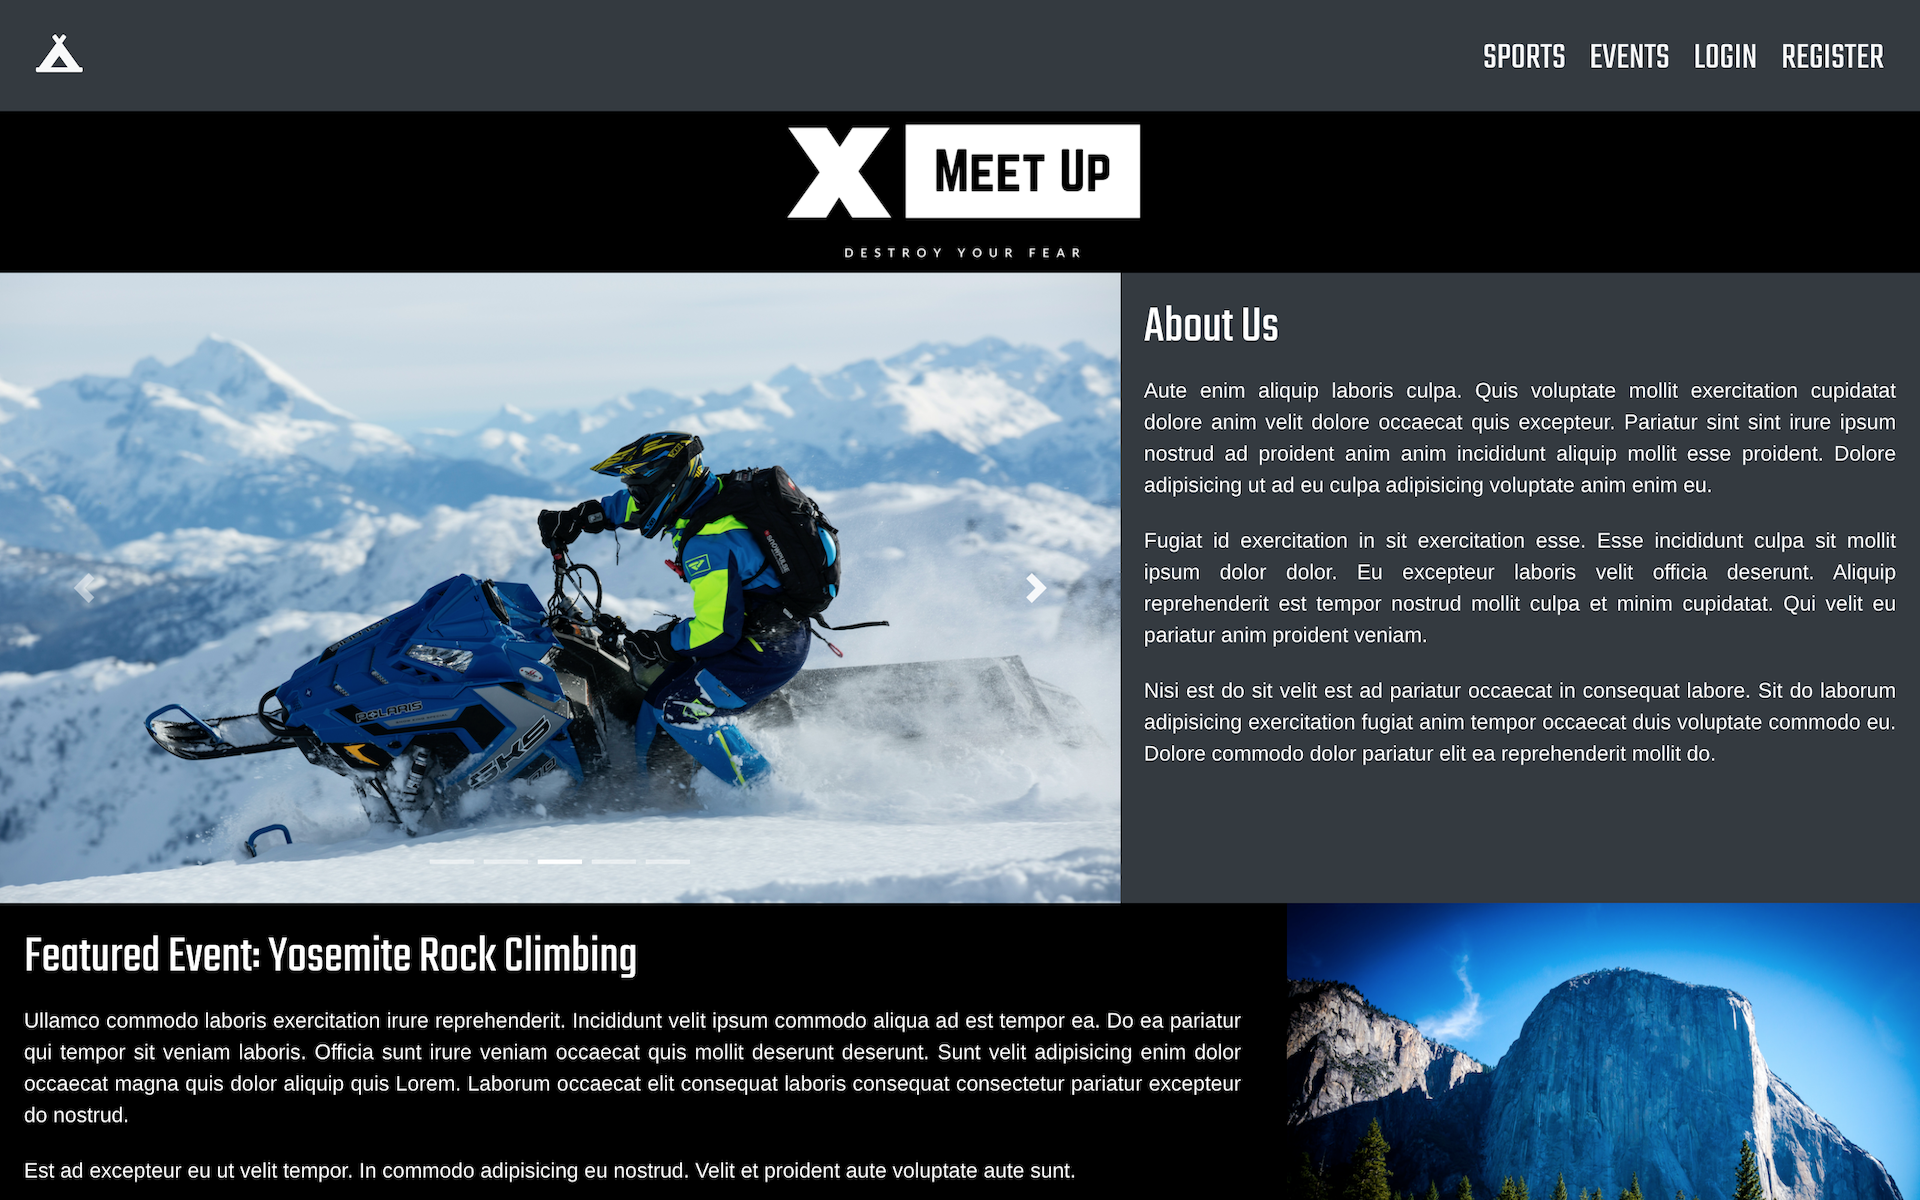 SPORTS EVENTS LOGIN REGISTER
X MEET UP
DESTROY YOUR FEAR
About Us
Aute enim aliquip laboris culpa. Quis voluptate mollit exercitation cupidatat
dolore anim velit dolore occaecat quis excepteur. Pariatur sint sint irure ipsum
nostrud ad proident anim anim incididunt aliquip mollit esse proident. Dolore
adipisicing ut ad eu culpa adipisicing voluptate anim enim eu.
Fugiat id exercitation in sit exercitation esse. Esse incididunt culpa sit mollit
ipsum dolor dolor. Eu excepteur laboris velit officia deserunt. Aliquip
reprehenderit est tempor nostrud mollit culpa et minim cupidatat. Qui velit eu
pariatur anim proident veniam.
Nisi est do sit velit est ad pariatur occaecat in consequat labore. Sit do laborum
adipisicing exercitation fugiat anim tempor occaecat duis voluptate commodo eu.
Dolore commodo dolor pariatur elit ea reprehenderit mollit do.
SNOWPULSE
POLARIS
SKS
Featured Event: Yosemite Rock Climbing
Ullamco commodo laboris exercitation irure reprehenderit. Incididunt velit ipsum commodo aliqua ad est tempor ea. Do ea pariatur
qui tempor sit veniam laboris. Officia sunt irure veniam occaecat quis mollit deserunt deserunt. Sunt velit adipisicing enim dolor
occaecat magna quis dolor aliquip quis Lorem. Laborum occaecat elit consequat laboris consequat consectetur pariatur excepteur
do nostrud.
Est ad excepteur eu ut velit tempor. In commodo adipisicing eu nostrud. Velit et proident aute voluptate aute sunt.